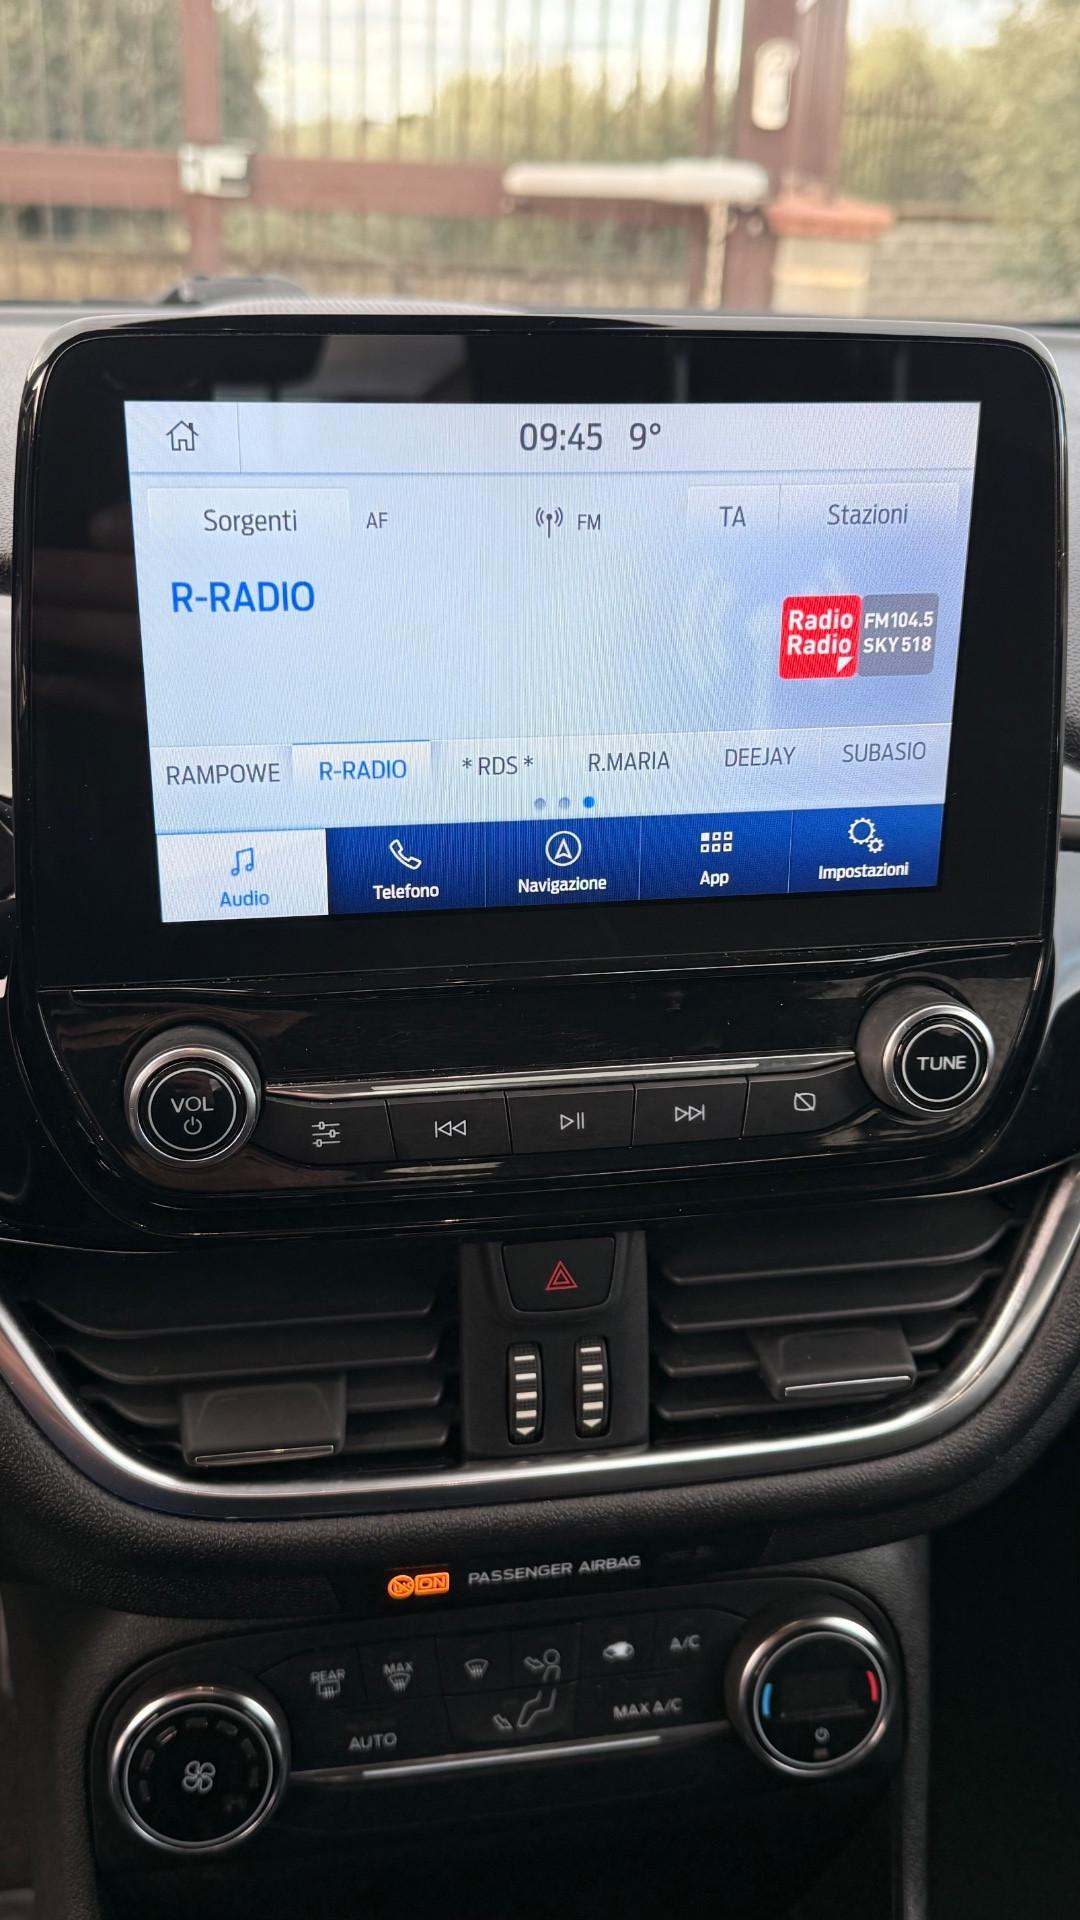 09:45 9°
Sorgenti AF FM TA Stazioni
R-RADIO
Radio FM104.5
Radio SKY518
RAMPOWE R-RADIO *RDS* R.MARIA DEEJAY SUBASIO
Audio Telefono Navigazione App Impostazioni
VOL
TUNE
ON PASSENGER AIRBAG
REAR MAX A/C
AUTO MAX A/C